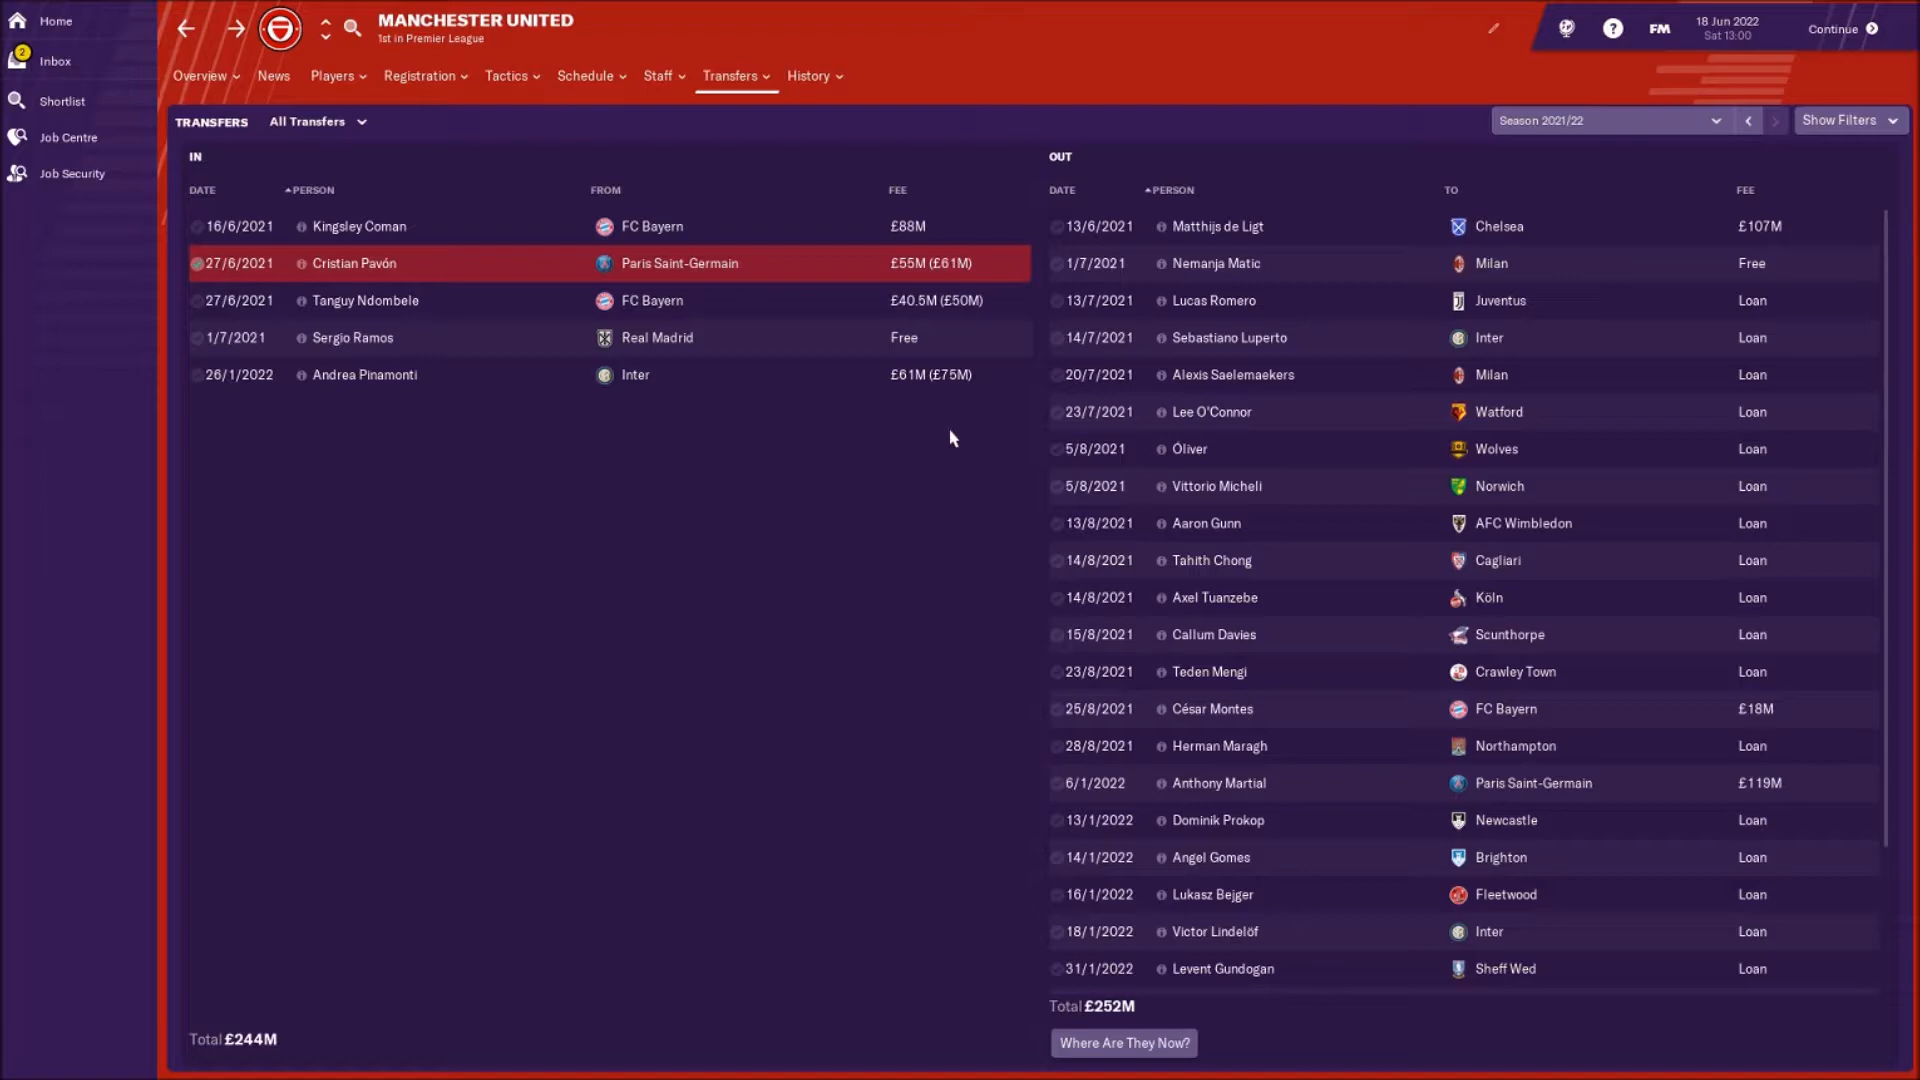 Home
Inbox
2
Shortlist
Job Centre
Job Security
MANCHESTER UNITED
1st in Premier League
FM
18 Jun 2022
Sat 13:00
Continue
Overview
News
Players
Registration
Tactics
Schedule
Staff
Transfers
History
TRANSFERS All Transfers
Season 2021/22
Show Filters
IN
DATE PERSON FROM FEE
16/6/2021 Kingsley Coman FC Bayern £88M
27/6/2021 Cristian Pavón Paris Saint-Germain £55M (£61M)
27/6/2021 Tanguy Ndombele FC Bayern £40.5M (£50M)
1/7/2021 Sergio Ramos Real Madrid Free
26/1/2022 Andrea Pinamonti Inter £61M (£75M)
Total £244M
OUT
DATE PERSON TO FEE
13/6/2021 Matthijs de Ligt Chelsea £107M
1/7/2021 Nemanja Matic Milan Free
13/7/2021 Lucas Romero Juventus Loan
14/7/2021 Sebastiano Luperto Inter Loan
20/7/2021 Alexis Saelemaekers Milan Loan
23/7/2021 Lee O'Connor Watford Loan
5/8/2021 Óliver Wolves Loan
5/8/2021 Vittorio Micheli Norwich Loan
13/8/2021 Aaron Gunn AFC Wimbledon Loan
14/8/2021 Tahith Chong Cagliari Loan
14/8/2021 Axel Tuanzebe Köln Loan
15/8/2021 Callum Davies Scunthorpe Loan
23/8/2021 Teden Mengi Crawley Town Loan
25/8/2021 César Montes FC Bayern £18M
28/8/2021 Herman Maragh Northampton Loan
6/1/2022 Anthony Martial Paris Saint-Germain £119M
13/1/2022 Dominik Prokop Newcastle Loan
14/1/2022 Angel Gomes Brighton Loan
16/1/2022 Lukasz Bejger Fleetwood Loan
18/1/2022 Victor Lindelöf Inter Loan
31/1/2022 Levent Gundogan Sheff Wed Loan
Total £252M
Where Are They Now?